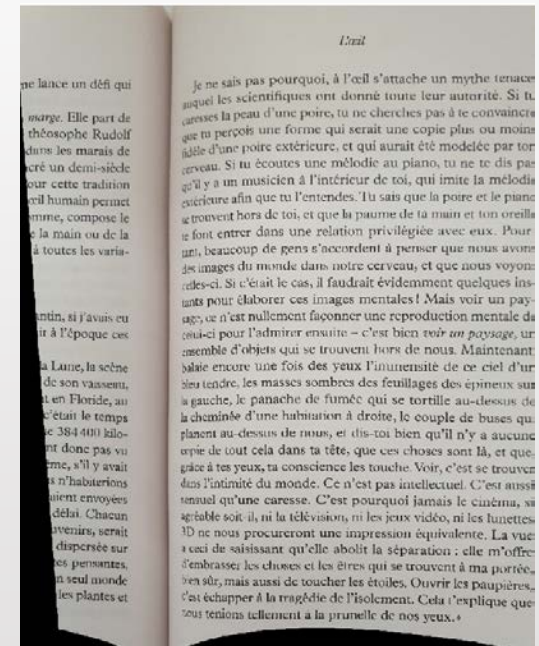 ne lance un défi qui
marge. Elle part de
théosophe Rudolf
dans les marais de
cré un demi-siècle
our cette tradition
œil humain permet
mme, compose le
e la main ou de la
à toutes les varia-
antin, si j'avais eu
ir à l'époque ces
la Lune, la scène
de son vaisseau,
nt en Floride, au
c'était le temps
e 384 400 kilo-
nt donc pas vu
ême, s'il y avait
s n'habiterions
aient envoyées
délai. Chacun
uvenirs, serait
dispersée sur
es pensantes,
n seul monde
les plantes et
L'œil
Je ne sais pas pourquoi, à l'œil s'attache un mythe tenace
auquel les scientifiques ont donné toute leur autorité. Si tu
caresses la peau d'une poire, tu ne cherches pas à te convaincre
que tu perçois une forme qui serait une copie plus ou moins
fidèle d'une poire extérieure, et qui aurait été modelée par ton
cerveau. Si tu écoutes une mélodie au piano, tu ne te dis pas
qu'il y a un musicien à l'intérieur de toi, qui imite la mélodie
extérieure afin que tu l'entendes. Tu sais que la poire et le piano
se trouvent hors de toi, et que la paume de ta main et ton oreille
te font entrer dans une relation privilégiée avec eux. Pour-
tant, beaucoup de gens s'accordent à penser que nous avons
des images du monde dans notre cerveau, et que nous voyons
celles-ci. Si c'était le cas, il faudrait évidemment quelques ins-
tants pour élaborer ces images mentales ! Mais voir un pay-
sage, ce n'est nullement façonner une reproduction mentale de
celui-ci pour l'admirer ensuite – c'est bien voir un paysage, un
ensemble d'objets qui se trouvent hors de nous. Maintenant
balaie encore une fois des yeux l'immensité de ce ciel d'un
bleu tendre, les masses sombres des feuillages des épineux sur
la gauche, le panache de fumée qui se tortille au-dessus de
la cheminée d'une habitation à droite, le couple de buses qui
planent au-dessus de nous, et dis-toi bien qu'il n'y a aucune
copie de tout cela dans ta tête, que ces choses sont là, et que,
grâce à tes yeux, ta conscience les touche. Voir, c'est se trouver
dans l'intimité du monde. Ce n'est pas intellectuel. C'est aussi
sensuel qu'une caresse. C'est pourquoi jamais le cinéma, si
agréable soit-il, ni la télévision, ni les jeux vidéo, ni les lunettes
3D ne nous procureront une impression équivalente. La vue
a ceci de saisissant qu'elle abolit la séparation : elle m'offre
d'embrasser les choses et les êtres qui se trouvent à ma portée,
bien sûr, mais aussi de toucher les étoiles. Ouvrir les paupières,
c'est échapper à la tragédie de l'isolement. Cela t'explique que
nous tenions tellement à la prunelle de nos yeux.»